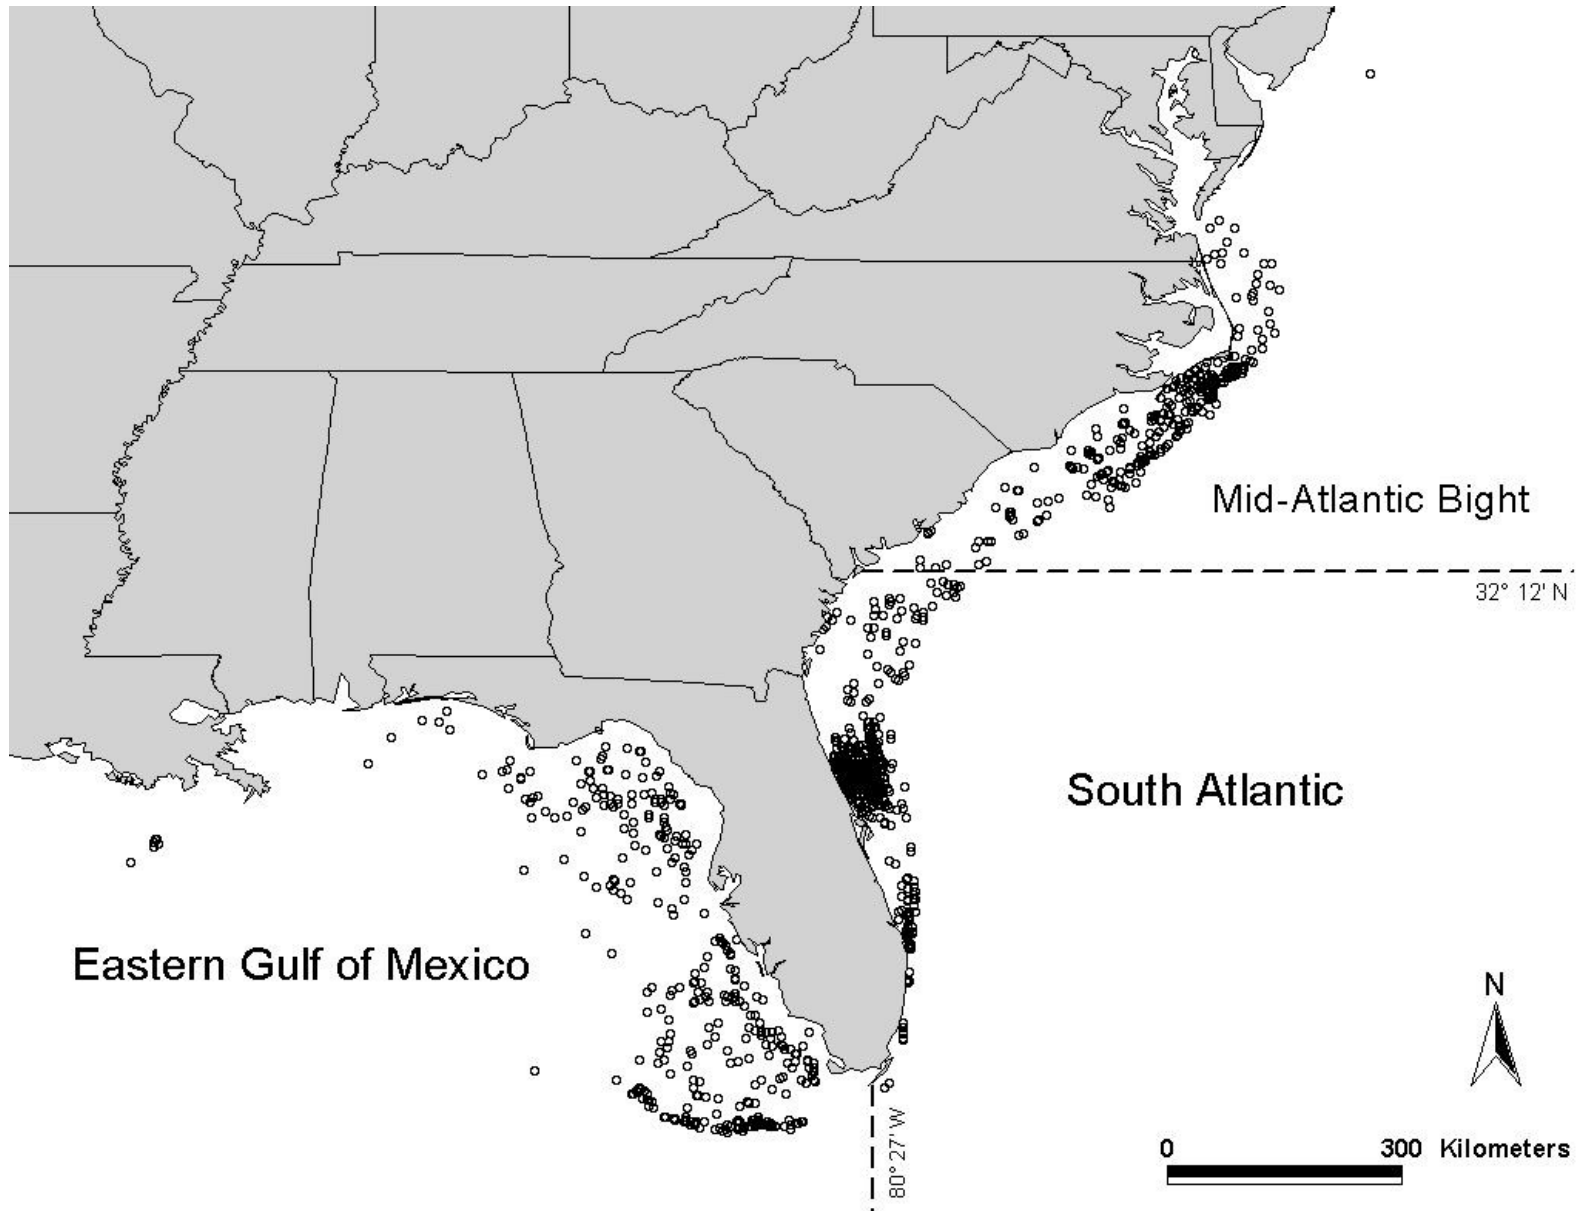 Mid-Atlantic Bight
32° 12' N
South Atlantic
Eastern Gulf of Mexico
N
80° 27' W
0 300 Kilometers